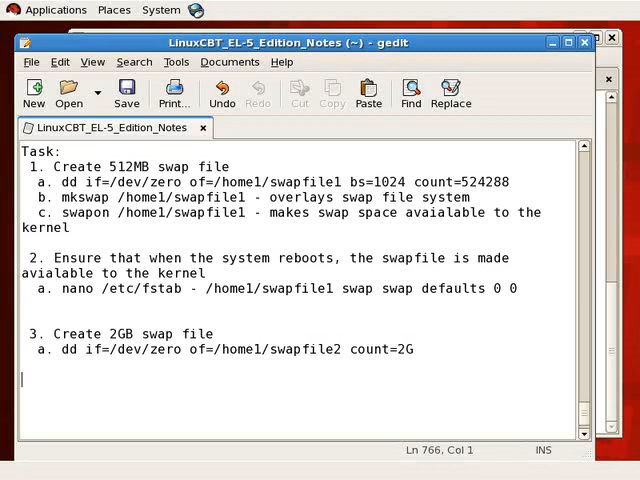 Applications Places System
LinuxCBT_EL-5_Edition_Notes (~) - gedit
File Edit View Search Tools Documents Help
New Open Save Print... Undo Redo Cut Copy Paste Find Replace
LinuxCBT_EL-5_Edition_Notes
Task:
1. Create 512MB swap file
a. dd if=/dev/zero of=/home1/swapfile1 bs=1024 count=524288
b. mkswap /home1/swapfile1 - overlays swap file system
c. swapon /home1/swapfile1 - makes swap space avaialable to the
kernel
2. Ensure that when the system reboots, the swapfile is made
avialable to the kernel
a. nano /etc/fstab - /home1/swapfile1 swap swap defaults 0 0
3. Create 2GB swap file
a. dd if=/dev/zero of=/home1/swapfile2 count=2G
Ln 766, Col 1 INS